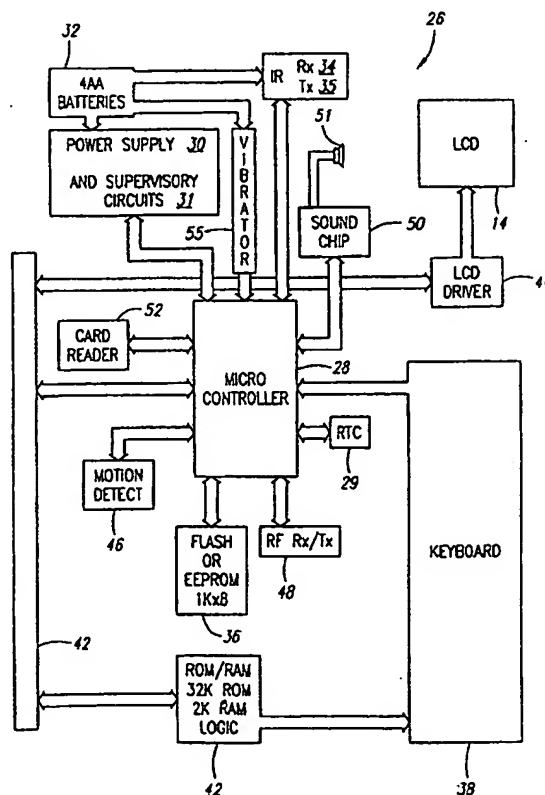 32
26
4AA
BATTERIES
IR Rx 34
Tx 35
51
LCD
POWER SUPPLY 30
AND SUPERVISORY
CIRCUITS 31
VIBRATOR
55
SOUND
CHIP
50
14
LCD
DRIVER
52
CARD
READER
MICRO
CONTROLLER
28
RTC
29
MOTION
DETECT
46
FLASH
OR
EEPROM
1Kx8
36
RF Rx/Tx
48
KEYBOARD
42
ROM/RAM
32K ROM
2K RAM
LOGIC
42
38